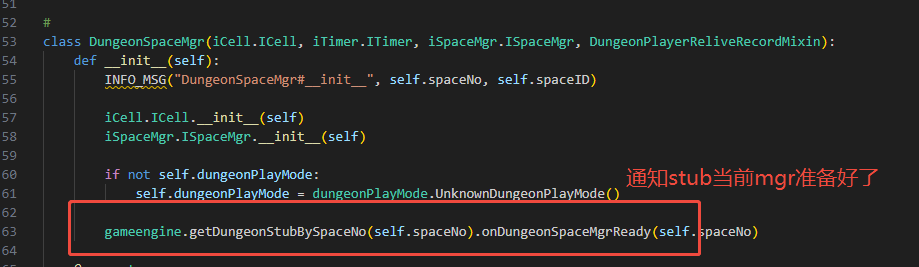 51
52 #
53 class DungeonSpaceMgr(iCell.ICell, iTimer.ITimer, iSpaceMgr.ISpaceMgr, DungeonPlayerReliveRecordMixin):
54 def __init__(self):
55 INFO_MSG("DungeonSpaceMgr#__init__", self.spaceNo, self.spaceID)
56
57 iCell.ICell.__init__(self)
58 iSpaceMgr.ISpaceMgr.__init__(self)
59
60 if not self.dungeonPlayMode:
通知stub当前mgr准备好了
61 self.dungeonPlayMode = dungeonPlayMode.UnknownDungeonPlayMode()
62
63 gameengine.getDungeonStubBySpaceNo(self.spaceNo).onDungeonSpaceMgrReady(self.spaceNo)
64